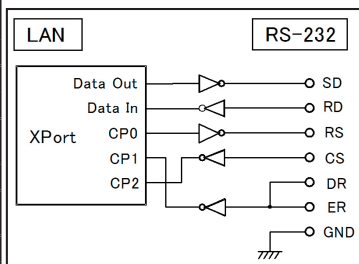 LAN
RS-232
Data Out
SD
Data In
RD
XPort
CP0
RS
CP1
CS
CP2
DR
ER
GND